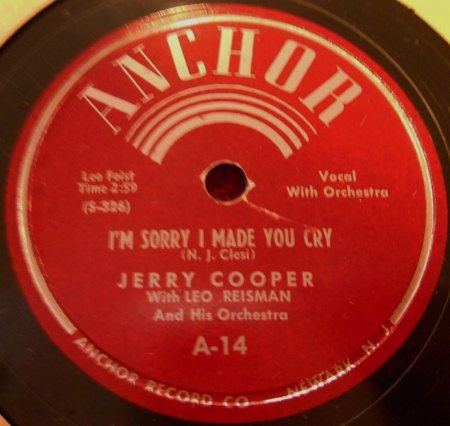 ANCHOR
Leo Feist
Time 2:59
(S-326)
Vocal
With Orchestra
I'M SORRY I MADE YOU CRY
(N. J. Clesi)
JERRY COOPER
With LEO REISMAN
And His Orchestra
A-14
ANCHOR RECORD CO NEWARK, N. J.